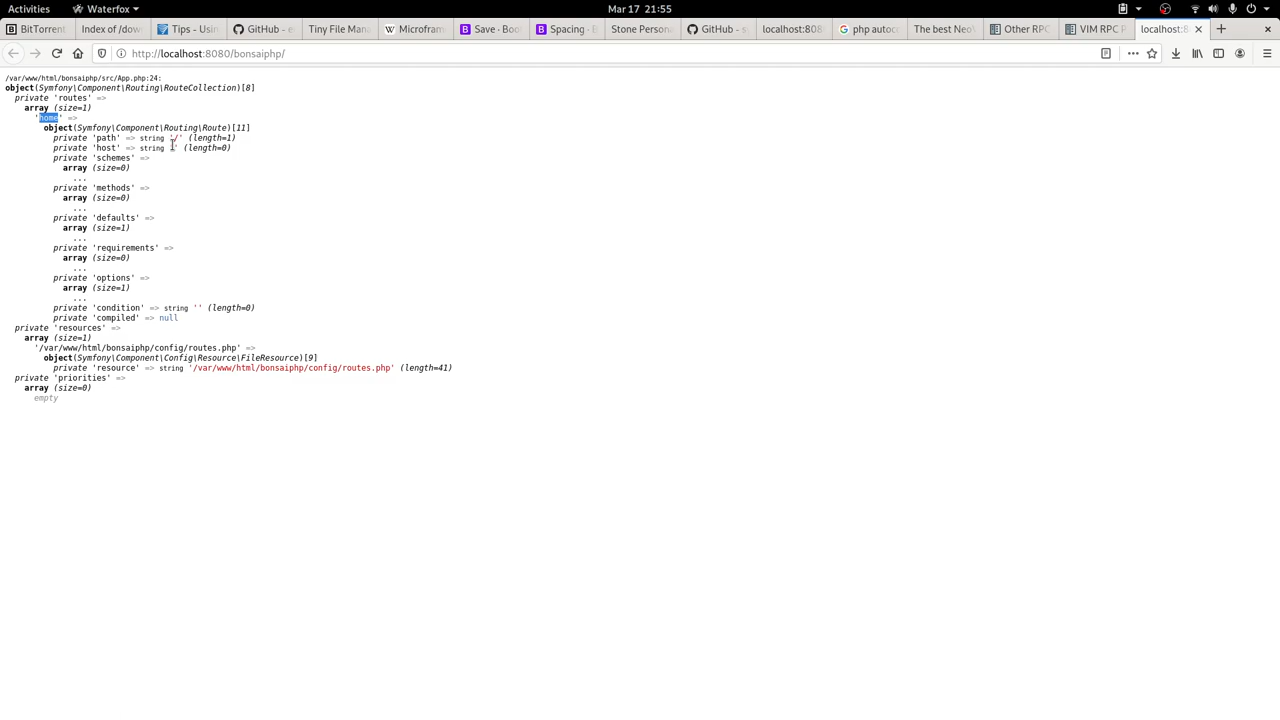 Activities Waterfox Mar 17 21:55
BitTorrent Index of /dow Tips - Usin GitHub - e Tiny File Mana Microfram Save · Boo Spacing · B Stone Persona GitHub - s localhost:808 php autoc The best NeoV Other RPC VIM RPC P localhost:8
http://localhost:8080/bonsaiphp/
/var/www/html/bonsaiphp/src/App.php:24:
object(Symfony\Component\Routing\RouteCollection)[8]
private 'routes' =>
array (size=1)
'home' =>
object(Symfony\Component\Routing\Route)[11]
private 'path' => string '/' (length=1)
private 'host' => string '' (length=0)
private 'schemes' =>
array (size=0)
...
private 'methods' =>
array (size=0)
...
private 'defaults' =>
array (size=1)
...
private 'requirements' =>
array (size=0)
...
private 'options' =>
array (size=1)
...
private 'condition' => string '' (length=0)
private 'compiled' => null
private 'resources' =>
array (size=1)
'/var/www/html/bonsaiphp/config/routes.php' =>
object(Symfony\Component\Config\Resource\FileResource)[9]
private 'resource' => string '/var/www/html/bonsaiphp/config/routes.php' (length=41)
private 'priorities' =>
array (size=0)
empty